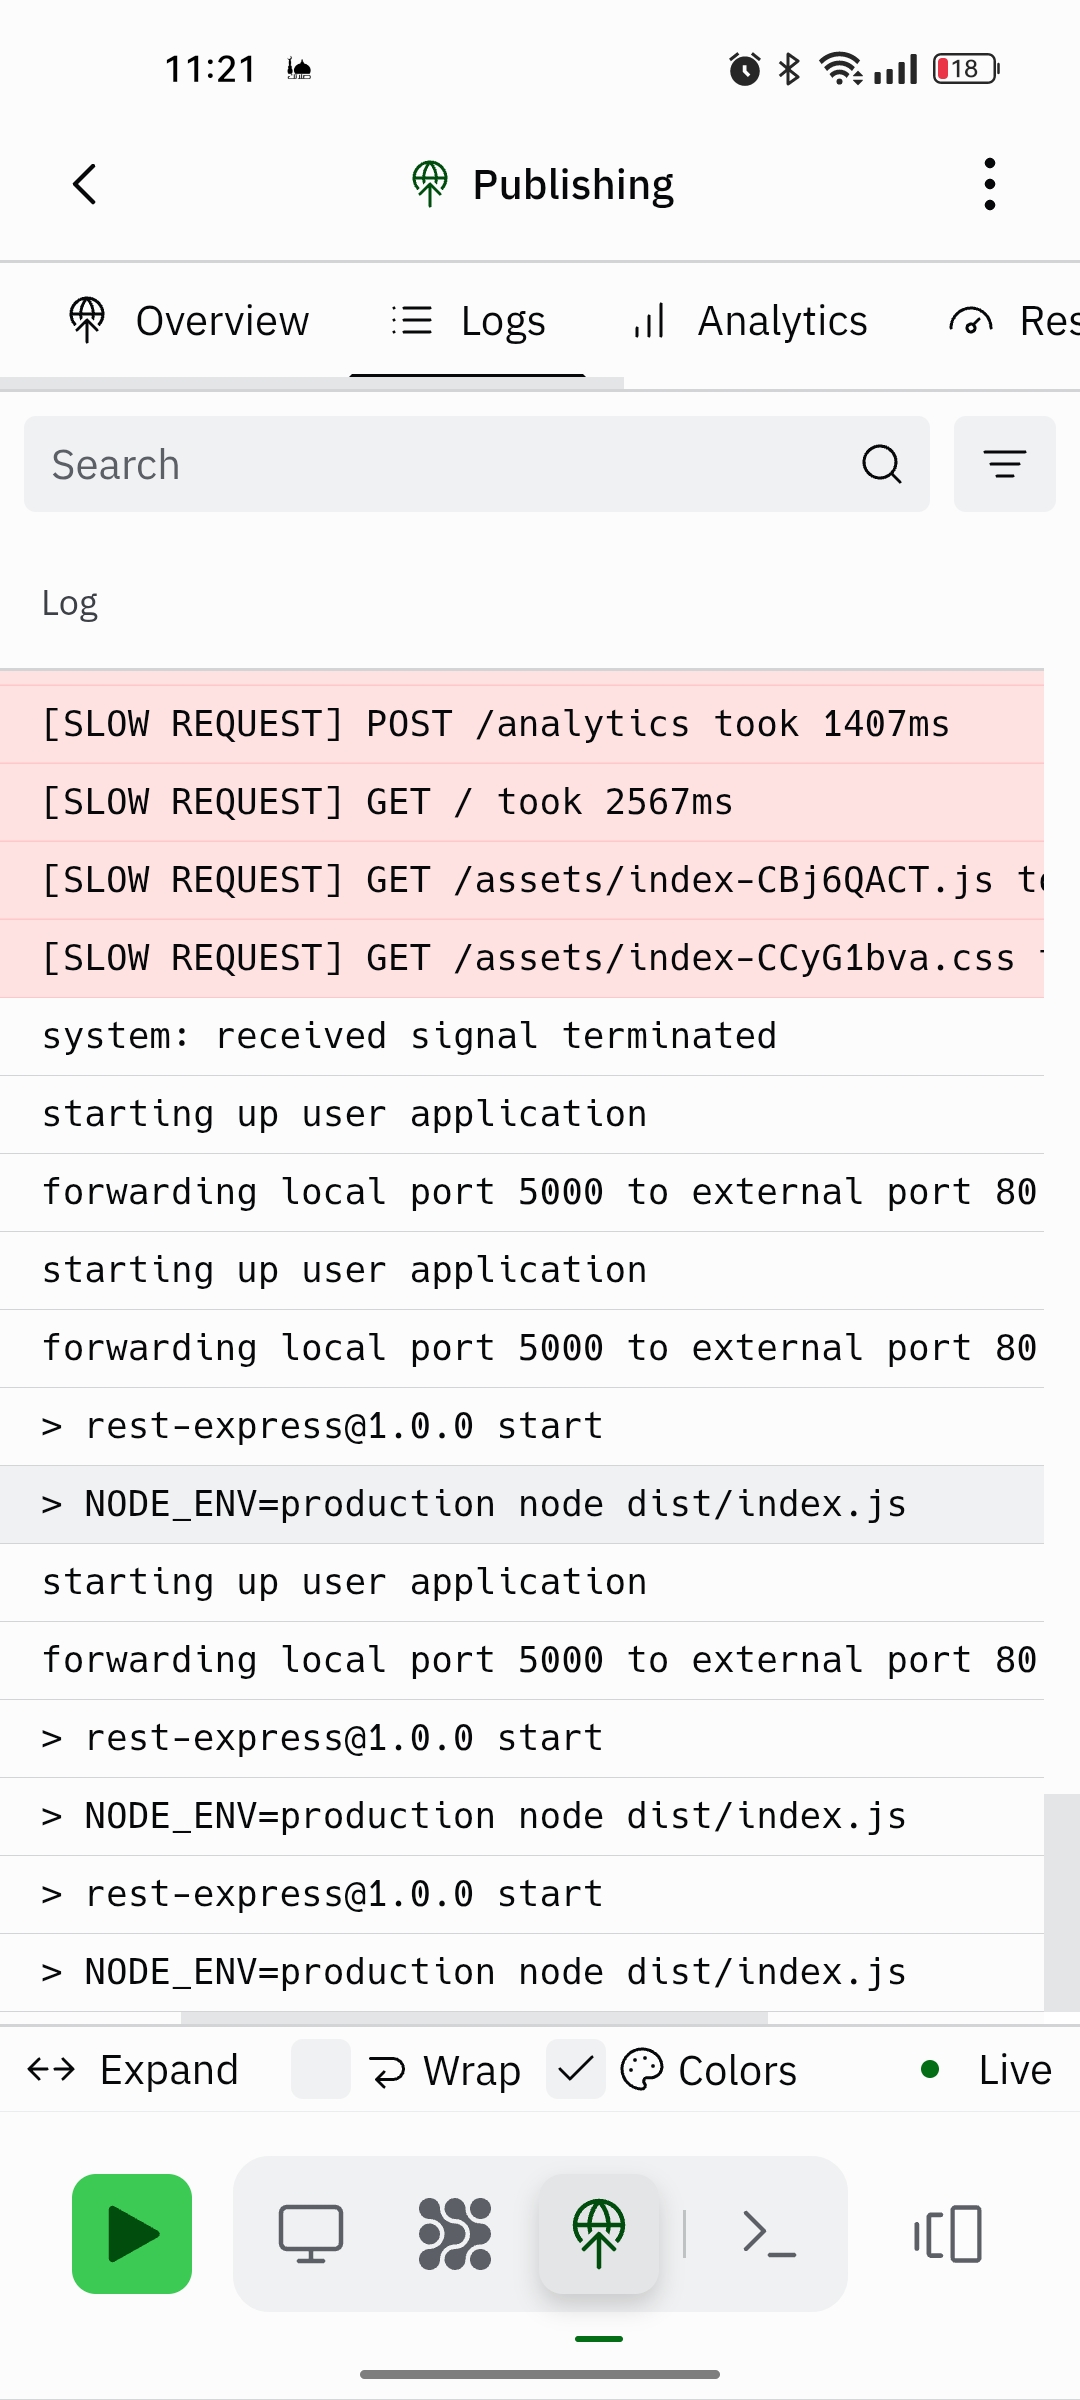 11:21
18
Publishing
Overview
Logs
Analytics
Res
Search
Log
[SLOW REQUEST] POST /analytics took 1407ms
[SLOW REQUEST] GET / took 2567ms
[SLOW REQUEST] GET /assets/index-CBj6QACT.js to
[SLOW REQUEST] GET /assets/index-CCyG1bva.css
system: received signal terminated
starting up user application
forwarding local port 5000 to external port 80
starting up user application
forwarding local port 5000 to external port 80
> rest-express@1.0.0 start
> NODE_ENV=production node dist/index.js
starting up user application
forwarding local port 5000 to external port 80
> rest-express@1.0.0 start
> NODE_ENV=production node dist/index.js
> rest-express@1.0.0 start
> NODE_ENV=production node dist/index.js
Expand
Wrap
Colors
Live